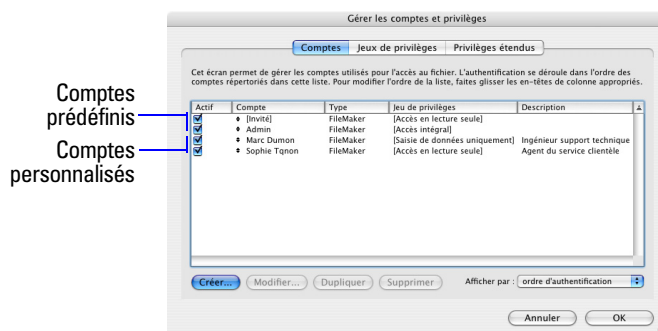 Gérer les comptes et privilèges
Comptes Jeux de privilèges Privilèges étendus
Cet écran permet de gérer les comptes utilisés pour l'accès au fichier. L'authentification se déroule dans l'ordre des
comptes répertoriés dans cette liste. Pour modifier l'ordre de la liste, faites glisser les en-têtes de colonne appropriés.
Comptes
prédéfinis
Comptes
personnalisés
Actif Compte Type Jeu de privilèges Description
[Invité] FileMaker [Accès en lecture seule]
Admin FileMaker [Accès intégral]
Marc Dumon FileMaker [Saisie de données uniquement] Ingénieur support technique
Sophie Tqnon FileMaker [Accès en lecture seule] Agent du service clientèle
Créer... Modifier... Dupliquer Supprimer Afficher par : ordre d'authentification
Annuler OK